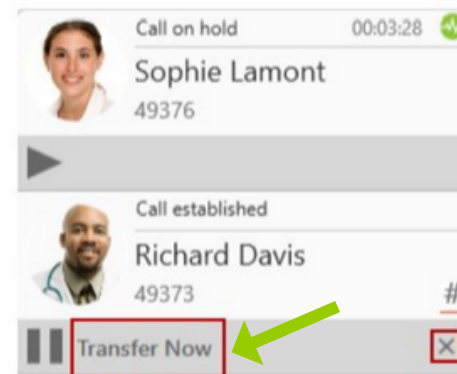 Call on hold 00:03:28
Sophie Lamont
49376
Call established
Richard Davis
49373 #
Transfer Now